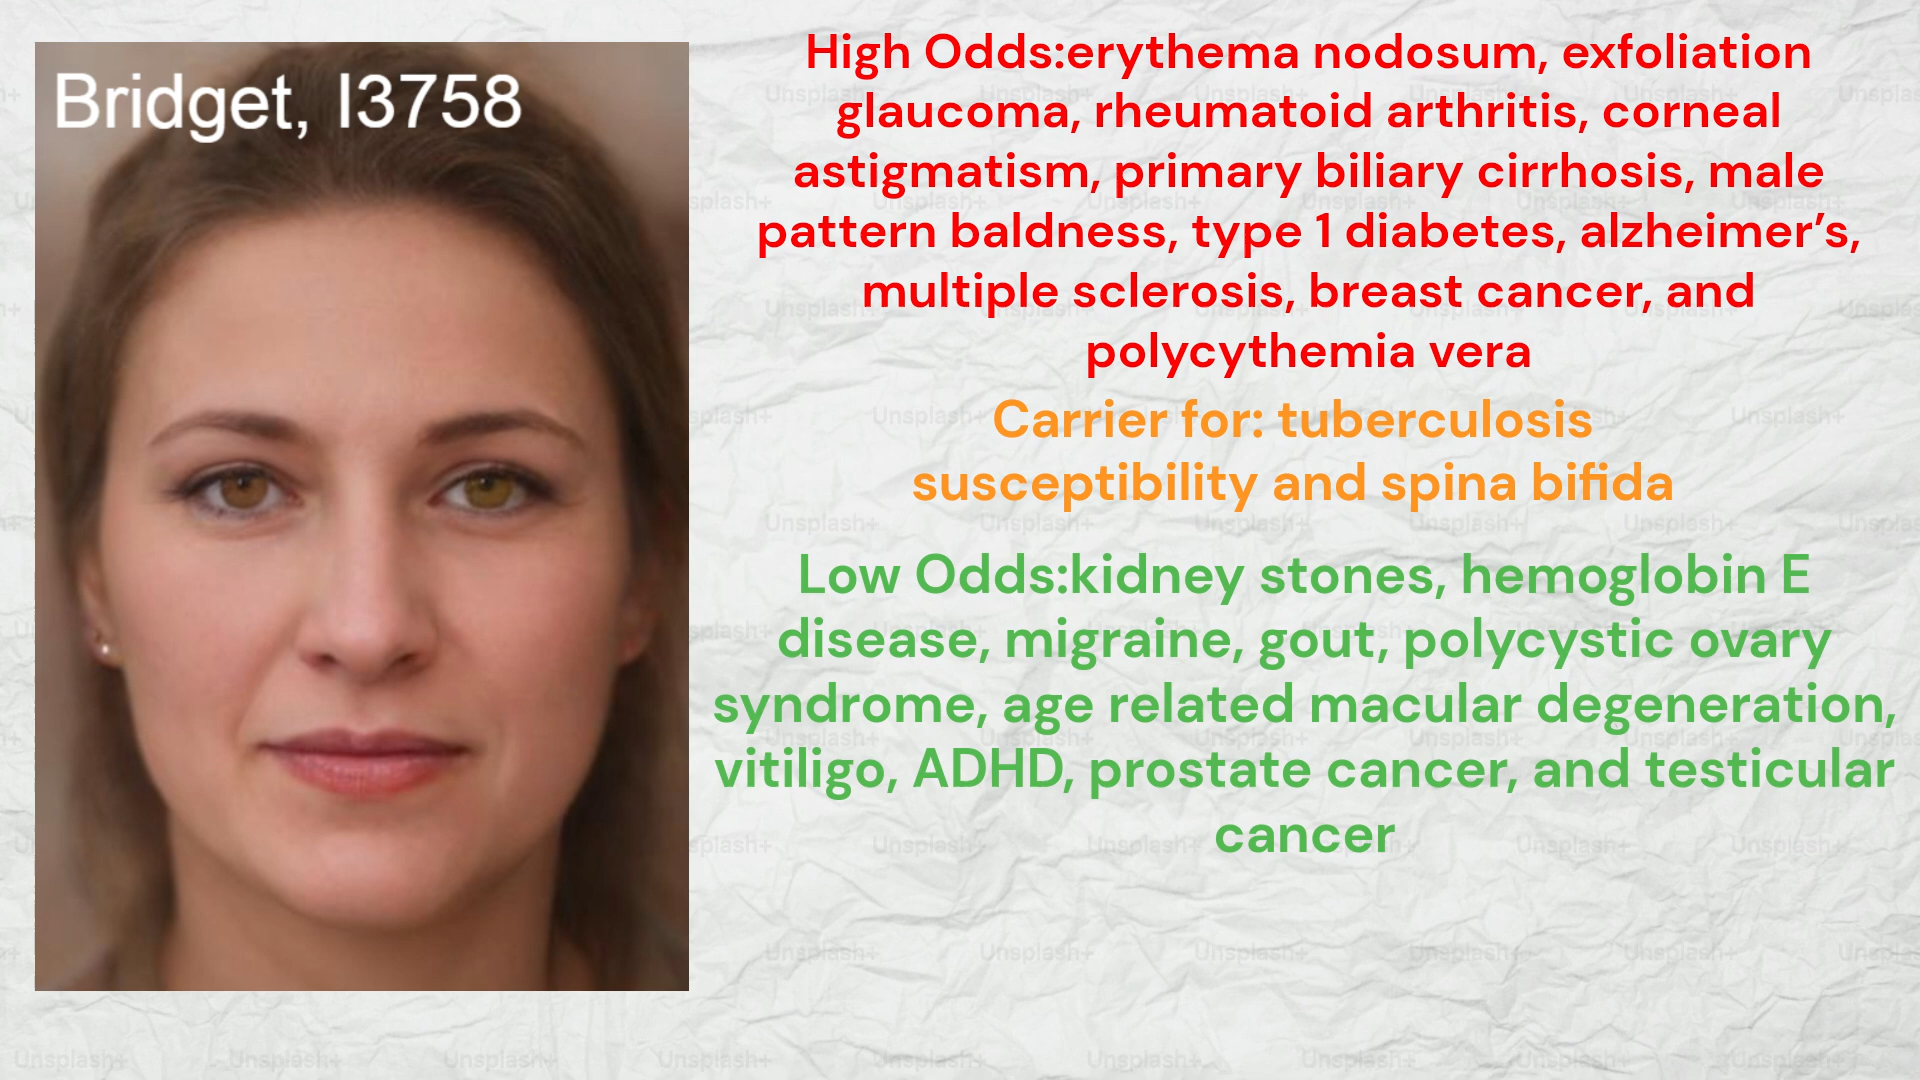 Bridget, I3758
High Odds:erythema nodosum, exfoliation
glaucoma, rheumatoid arthritis, corneal
astigmatism, primary biliary cirrhosis, male
pattern baldness, type 1 diabetes, alzheimer’s,
multiple sclerosis, breast cancer, and
polycythemia vera
Carrier for: tuberculosis
susceptibility and spina bifida
Low Odds:kidney stones, hemoglobin E
disease, migraine, gout, polycystic ovary
syndrome, age related macular degeneration,
vitiligo, ADHD, prostate cancer, and testicular
cancer
Unsplash+